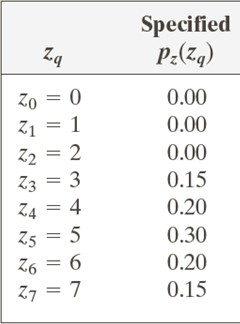 Specified
z_q p_z(z_q)
z_0 = 0 0.00
z_1 = 1 0.00
z_2 = 2 0.00
z_3 = 3 0.15
z_4 = 4 0.20
z_5 = 5 0.30
z_6 = 6 0.20
z_7 = 7 0.15